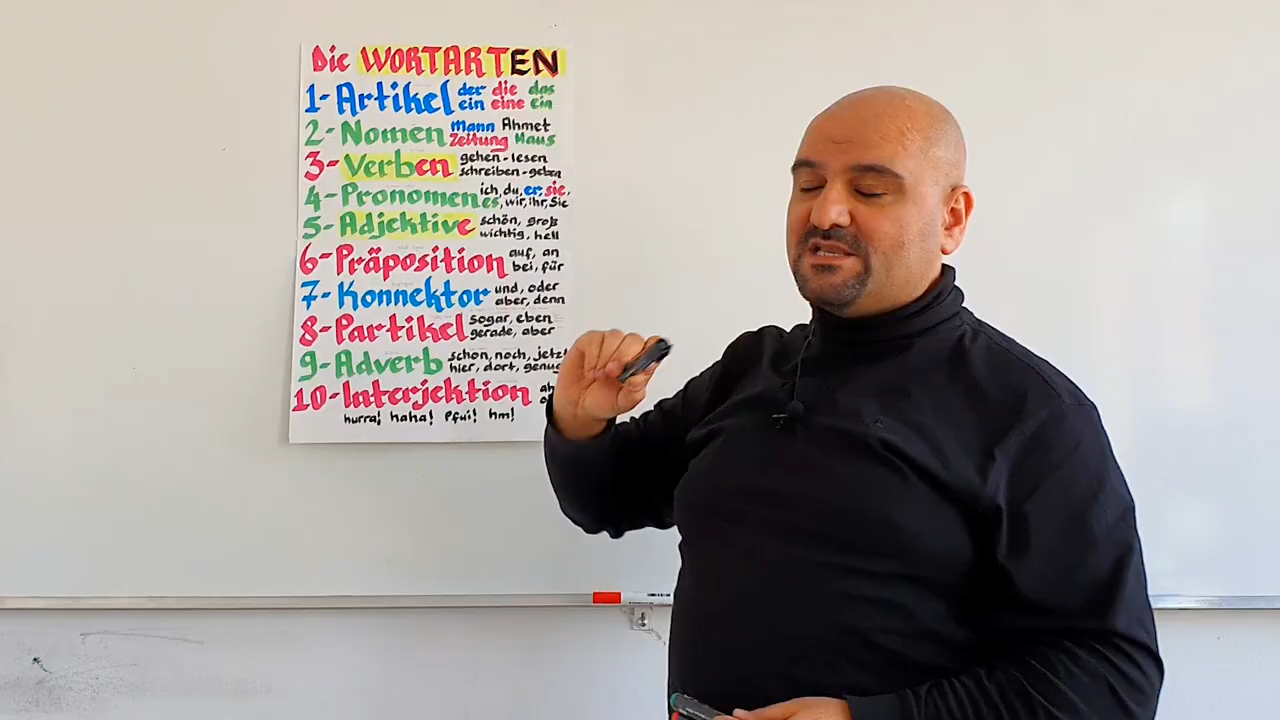 Die WORTARTEN
1- Artikel der die das
ein eine ein
2- Nomen Mann Ahmet
Zeitung Haus
3- Verben gehen - lesen
schreiben - geben
4- Pronomen ich, du, er, sie,
es, wir, ihr, Sie
5- Adjektive schön, groß
wichtig, hell
6- Präposition auf, an
bei, für
7- Konnektor und, oder
aber, denn
8- Partikel sogar, eben
gerade, aber
9- Adverb schon, noch, jetzt
hier, dort, genug
10- Interjektion
hurra! haha! Pfui! hm!